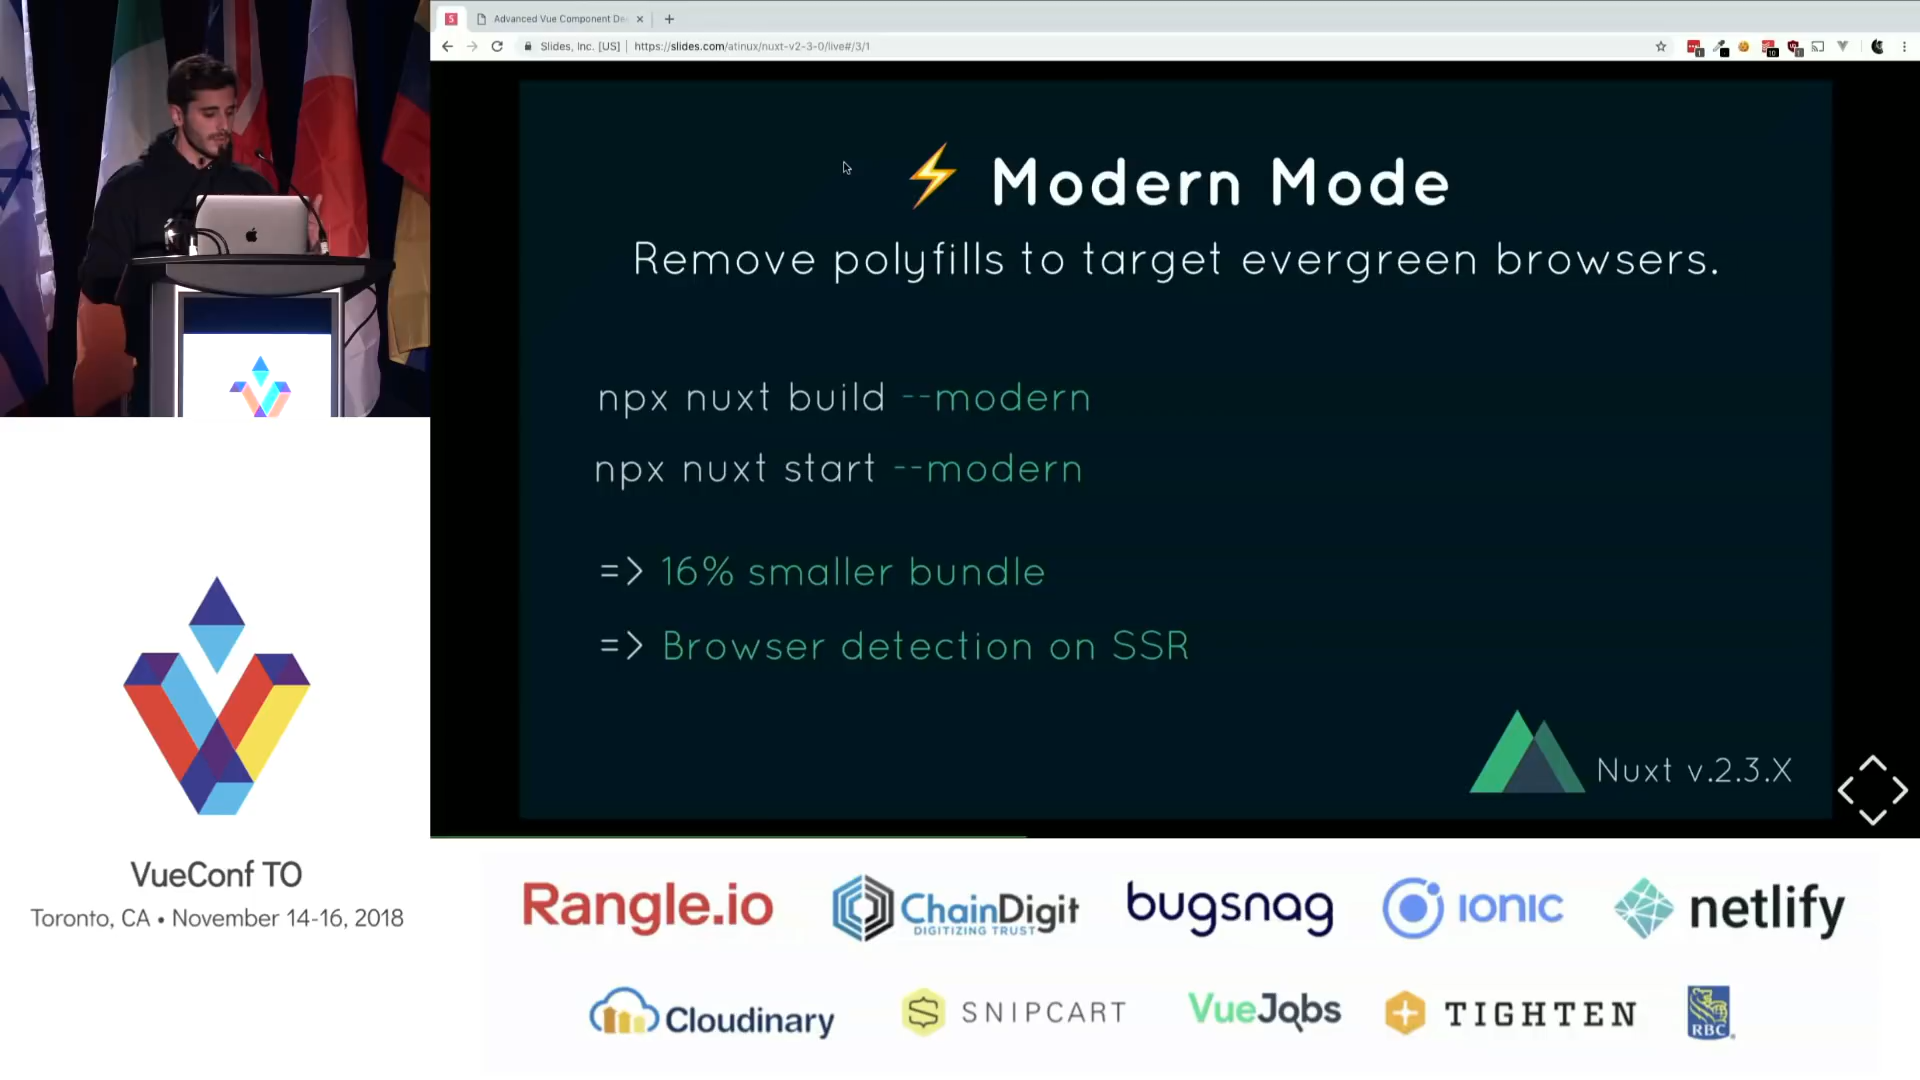 5
Advanced Vue Component De
Slides, Inc. [US] | https://slides.com/atinux/nuxt-v2-3-0/live#/3/1
⚡ Modern Mode
Remove polyfills to target evergreen browsers.
npx nuxt build --modern
npx nuxt start --modern
=> 16% smaller bundle
=> Browser detection on SSR
Nuxt v.2.3.X
VueConf TO
Toronto, CA • November 14-16, 2018
Rangle.io
ChainDigit
DIGITIZING TRUST
bugsnag
ionic
netlify
Cloudinary
SNIPCART
VueJobs
TIGHTEN
RBC